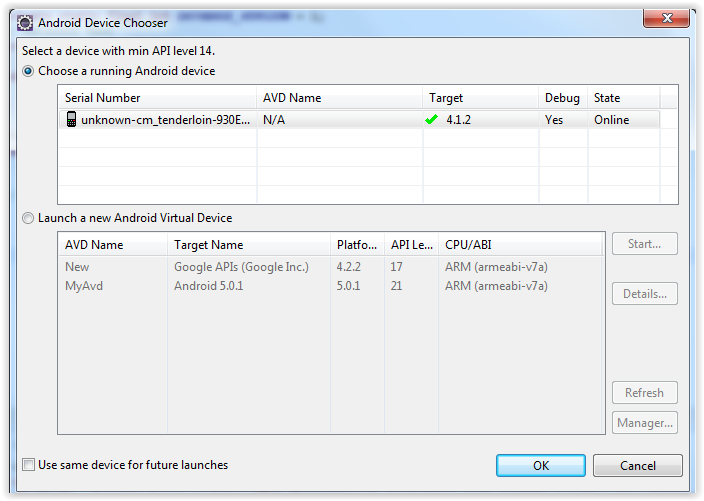 DATABASE_VERSION = 1;
Android Device Chooser
Select a device with min API level 14.
Choose a running Android device
Serial Number AVD Name Target Debug State
unknown-cm_tenderloin-930E... N/A 4.1.2 Yes Online
Launch a new Android Virtual Device
AVD Name Target Name Platfo... API Le... CPU/ABI
New Google APIs (Google Inc.) 4.2.2 17 ARM (armeabi-v7a)
MyAvd Android 5.0.1 5.0.1 21 ARM (armeabi-v7a)
Start...
Details...
Refresh
Manager...
Use same device for future launches
OK Cancel